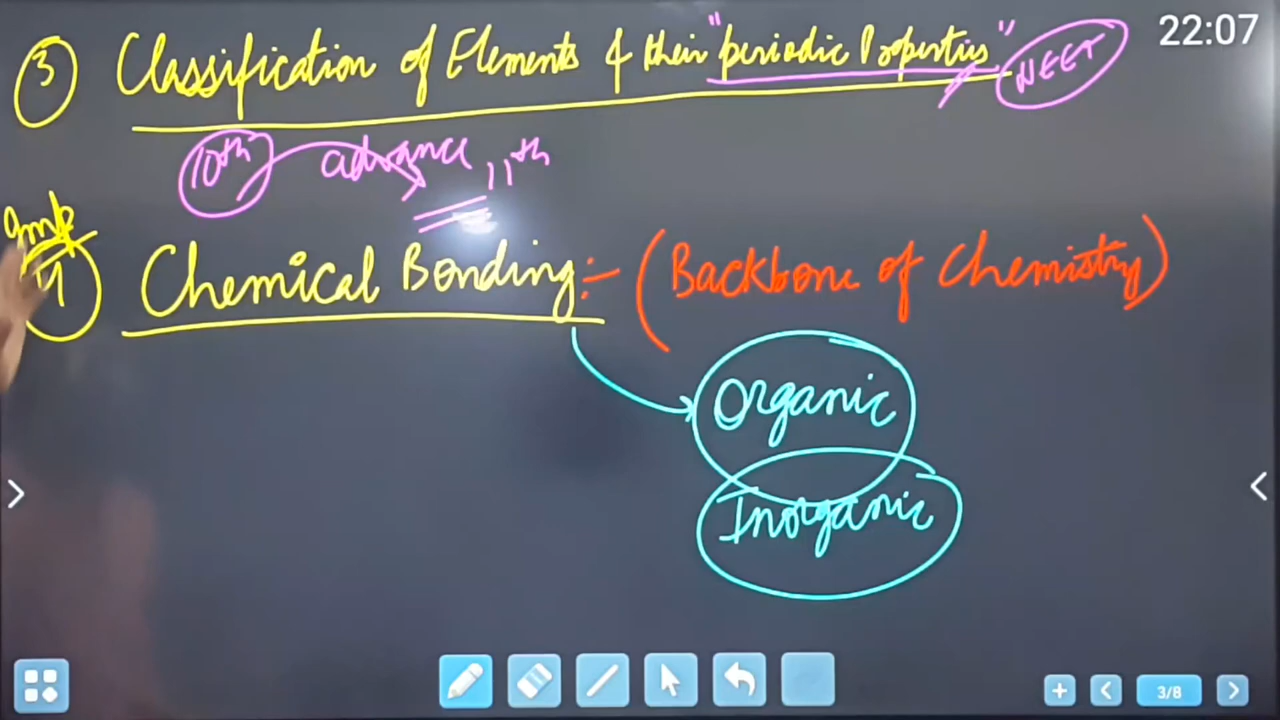 22:07
③ Classification of Elements & their "periodic Properties" NEET
10th advance 11th
Imp
④ Chemical Bonding :- (Backbone of Chemistry)
Organic
Inorganic
3/8